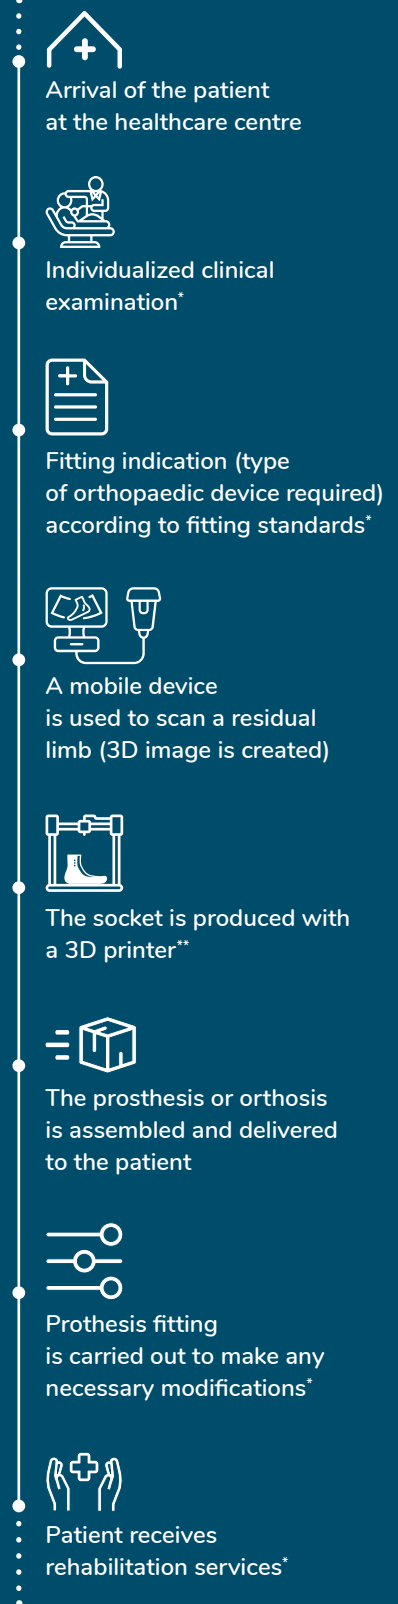 Arrival of the patient
at the healthcare centre
Individualized clinical
examination*
Fitting indication (type
of orthopaedic device required)
according to fitting standards*
A mobile device
is used to scan a residual
limb (3D image is created)
The socket is produced with
a 3D printer**
The prosthesis or orthosis
is assembled and delivered
to the patient
Prothesis fitting
is carried out to make any
necessary modifications*
Patient receives
rehabilitation services*